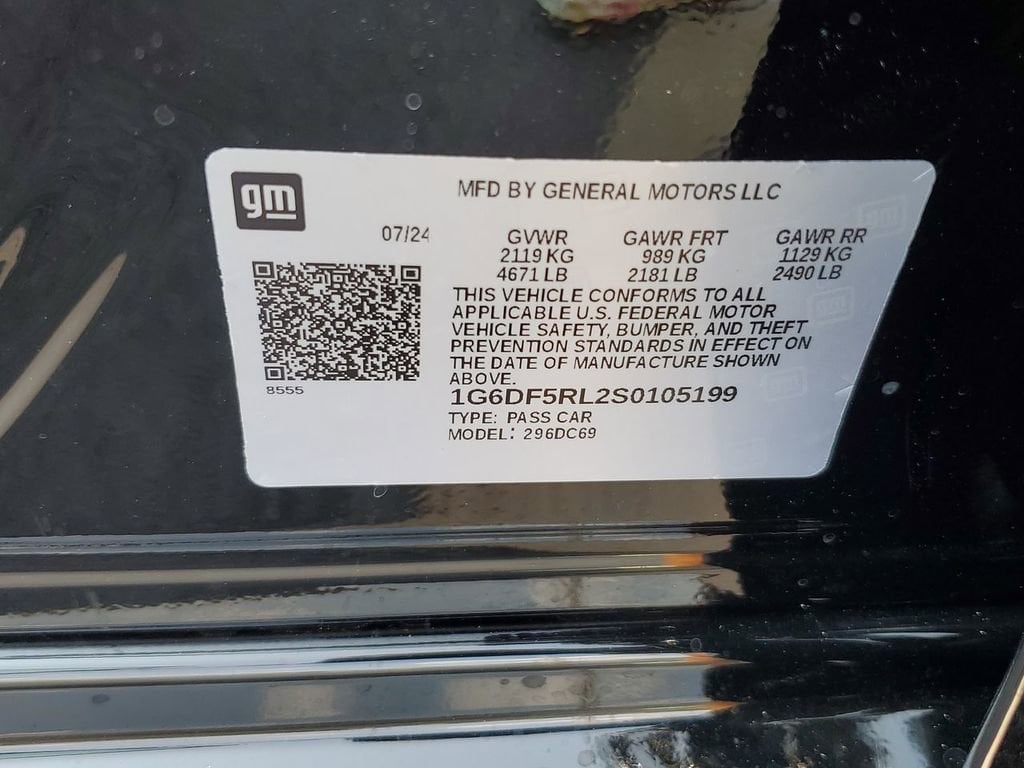 gm
MFD BY GENERAL MOTORS LLC
07/24
GVWR GAWR FRT GAWR RR
2119 KG 989 KG 1129 KG
4671 LB 2181 LB 2490 LB
THIS VEHICLE CONFORMS TO ALL
APPLICABLE U.S. FEDERAL MOTOR
VEHICLE SAFETY, BUMPER, AND THEFT
PREVENTION STANDARDS IN EFFECT ON
THE DATE OF MANUFACTURE SHOWN
ABOVE.
8555
1G6DF5RL2S0105199
TYPE: PASS CAR
MODEL: 296DC69